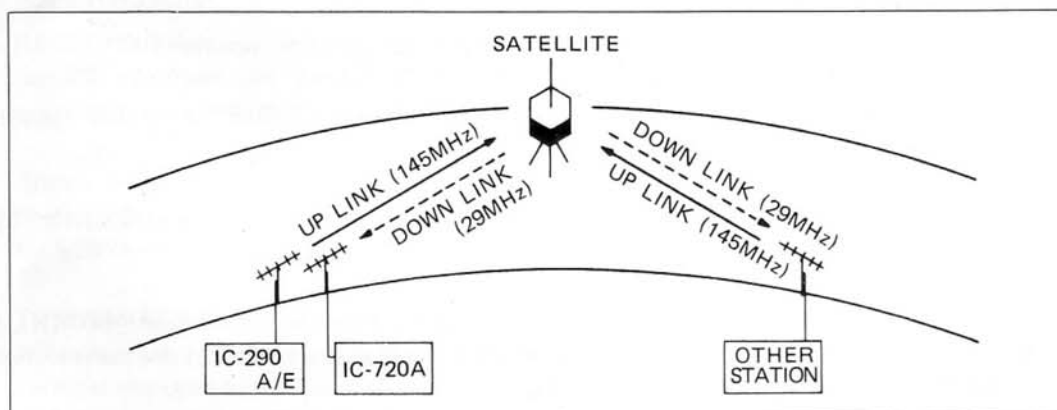 SATELLITE
UP LINK (145MHz)
DOWN LINK
(29MHz)
DOWN LINK (29MHz)
UP LINK (145MHz)
IC-290
A/E
IC-720A
OTHER
STATION